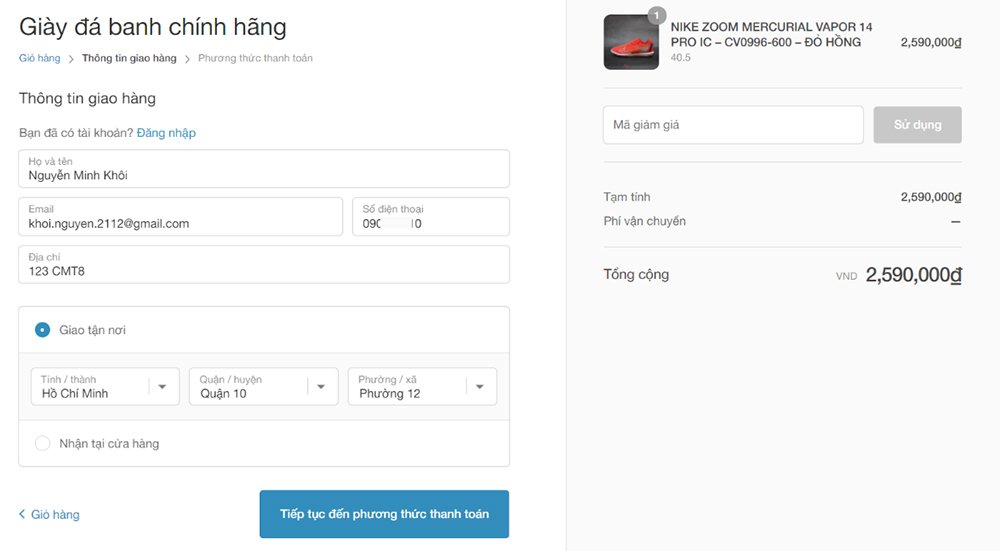 Giày đá banh chính hãng
Giỏ hàng > Thông tin giao hàng > Phương thức thanh toán
Thông tin giao hàng
Bạn đã có tài khoản? Đăng nhập
Họ và tên
Nguyễn Minh Khôi
Email
khoi.nguyen.2112@gmail.com
Số điện thoại
090 10
Địa chỉ
123 CMT8
Giao tận nơi
Tỉnh / thành
Hồ Chí Minh
Quận / huyện
Quận 10
Phường / xã
Phường 12
Nhận tại cửa hàng
< Giỏ hàng
Tiếp tục đến phương thức thanh toán
1
NIKE ZOOM MERCURIAL VAPOR 14
PRO IC – CV0996-600 – ĐỎ HỒNG
40.5
2,590,000₫
Mã giảm giá
Sử dụng
Tạm tính 2,590,000₫
Phí vận chuyển —
Tổng cộng VND 2,590,000₫